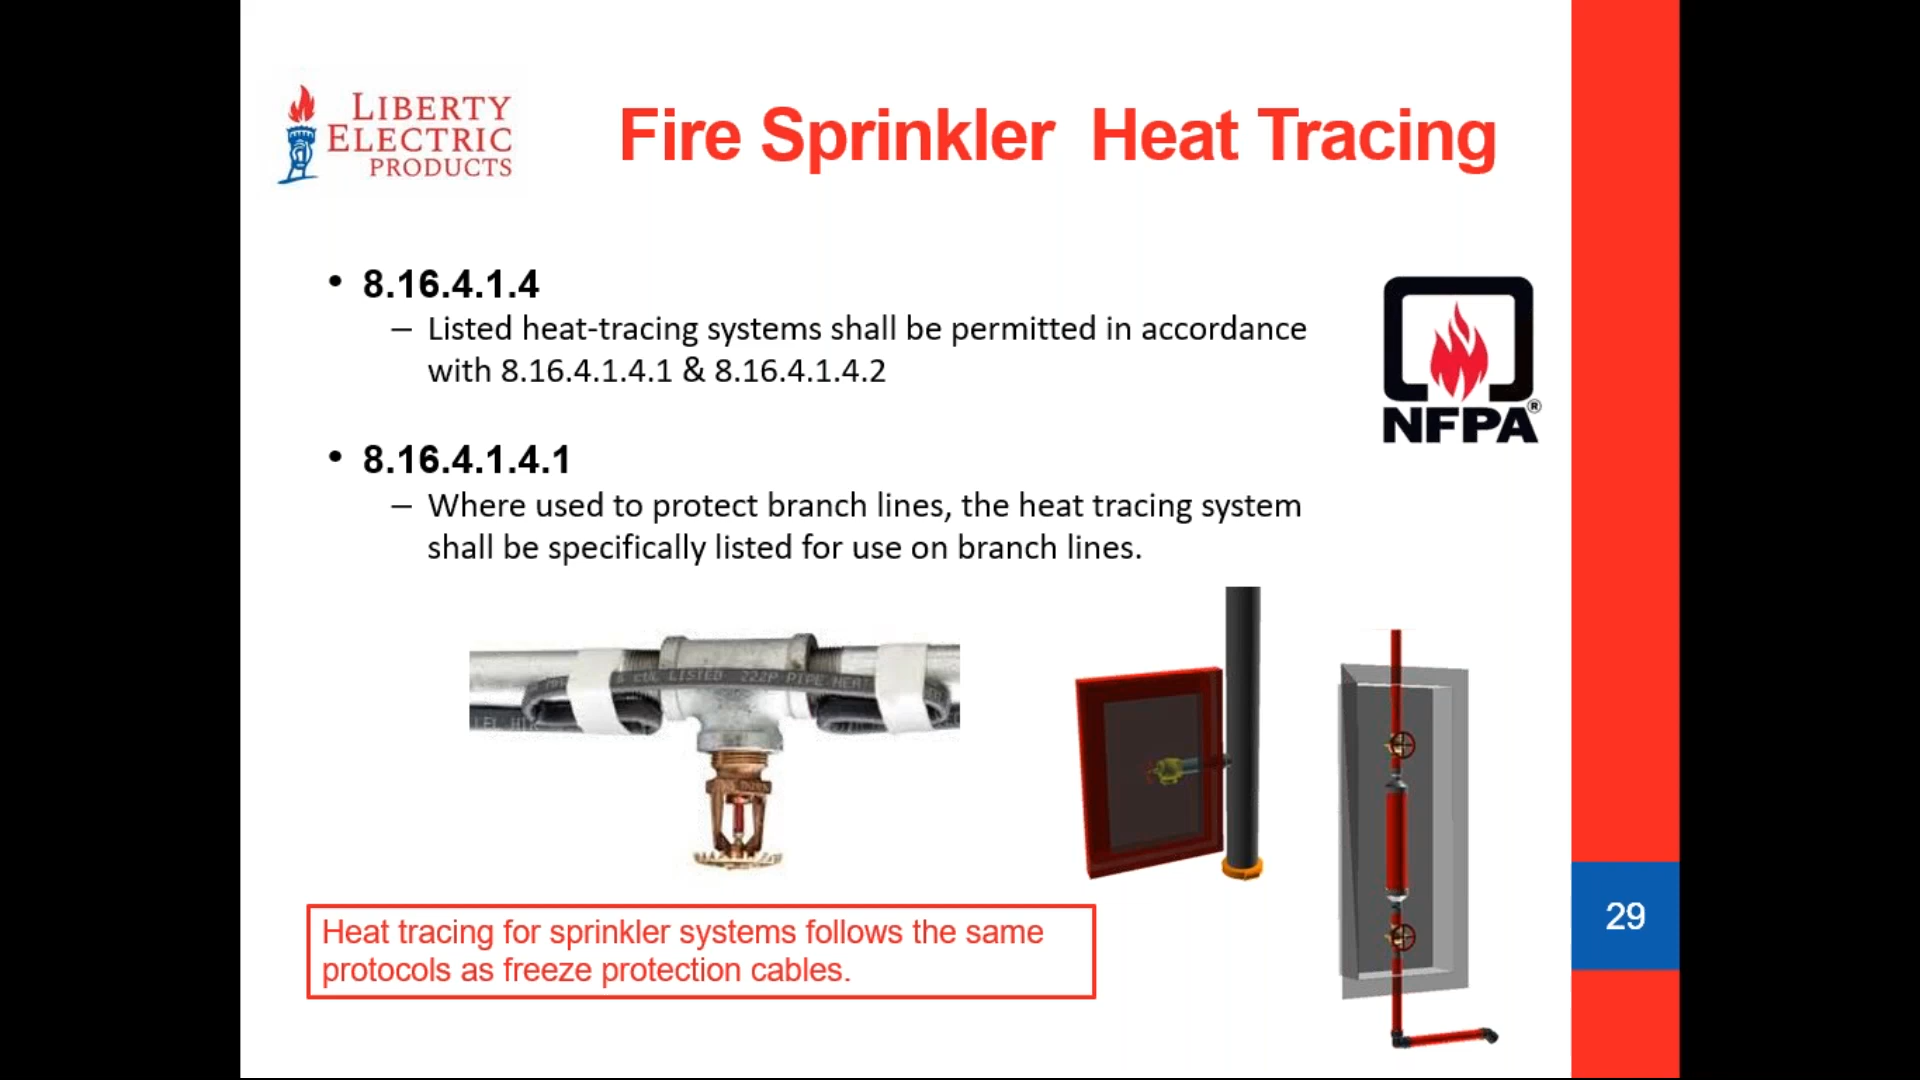 LIBERTY
ELECTRIC
PRODUCTS
Fire Sprinkler Heat Tracing
• 8.16.4.1.4
– Listed heat-tracing systems shall be permitted in accordance
with 8.16.4.1.4.1 & 8.16.4.1.4.2
NFPA®
• 8.16.4.1.4.1
– Where used to protect branch lines, the heat tracing system
shall be specifically listed for use on branch lines.
LISTED 222P PIPE HEAT
Heat tracing for sprinkler systems follows the same
protocols as freeze protection cables.
29